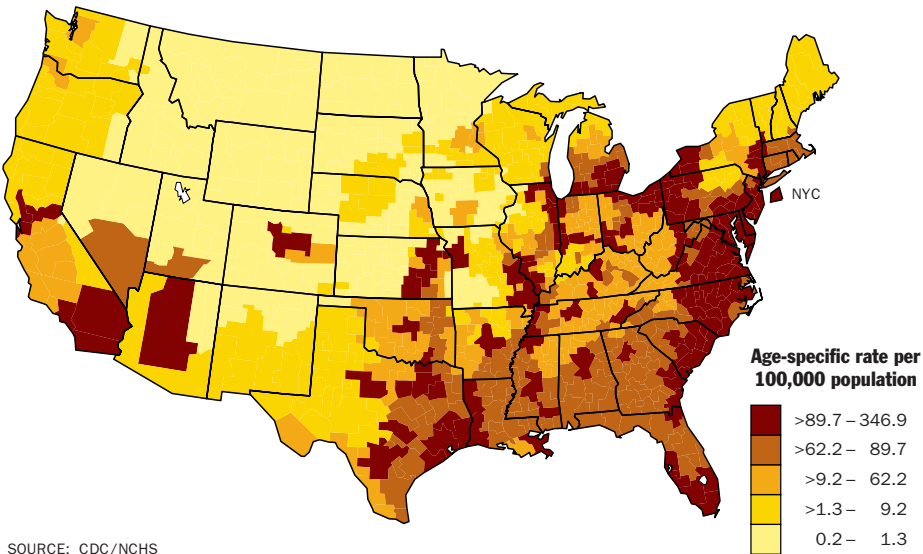 NYC
Age-specific rate per
100,000 population
>89.7 – 346.9
>62.2 – 89.7
>9.2 – 62.2
>1.3 – 9.2
0.2 – 1.3
SOURCE: CDC/NCHS